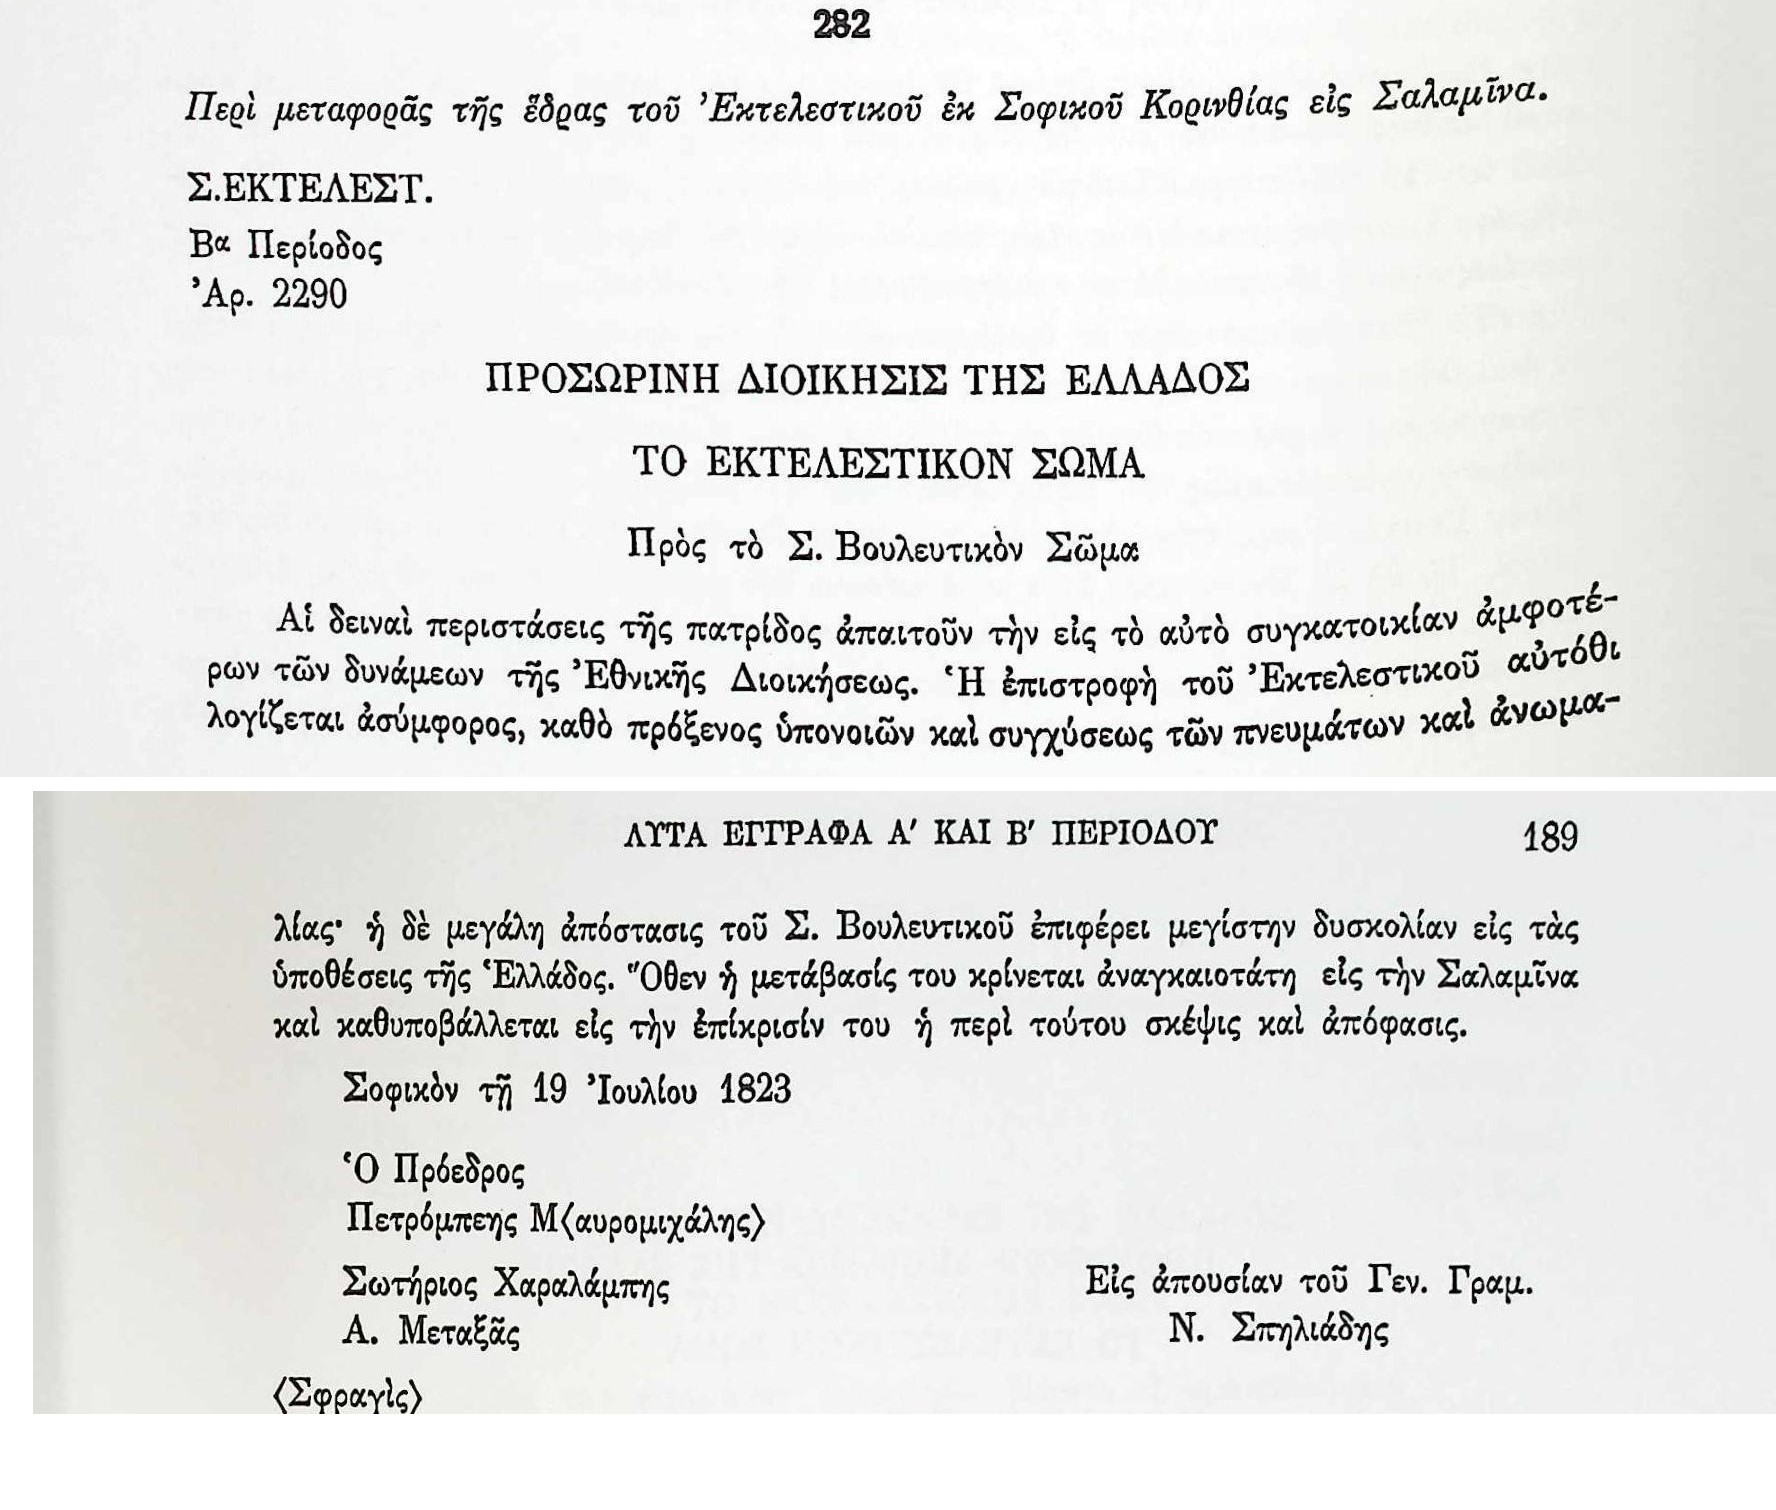 282
Περὶ μεταφορᾶς τῆς ἕδρας τοῦ Ἐκτελεστικοῦ ἐκ Σοφικοῦ Κορινθίας εἰς Σαλαμῖνα.
Σ.ΕΚΤΕΛΕΣΤ.
Βα Περίοδος
Ἀρ. 2290
ΠΡΟΣΩΡΙΝΗ ΔΙΟΙΚΗΣΙΣ ΤΗΣ ΕΛΛΑΔΟΣ
ΤΟ ΕΚΤΕΛΕΣΤΙΚΟΝ ΣΩΜΑ
Πρὸς τὸ Σ. Βουλευτικὸν Σῶμα
Αἱ δειναὶ περιστάσεις τῆς πατρίδος ἀπαιτοῦν τὴν εἰς τὸ αὐτὸ συγκατοικίαν ἀμφοτέ-
ρων τῶν δυνάμεων τῆς Ἐθνικῆς Διοικήσεως. Ἡ ἐπιστροφὴ τοῦ Ἐκτελεστικοῦ αὐτόθι
λογίζεται ἀσύμφορος, καθὸ πρόξενος ὑπονοιῶν καὶ συγχύσεως τῶν πνευμάτων καὶ ἀνωμα-
ΛΥΤΑ ΕΓΓΡΑΦΑ Α′ ΚΑΙ Β′ ΠΕΡΙΟΔΟΥ 189
λίας· ἡ δὲ μεγάλη ἀπόστασις τοῦ Σ. Βουλευτικοῦ ἐπιφέρει μεγίστην δυσκολίαν εἰς τὰς
ὑποθέσεις τῆς Ἑλλάδος. Ὅθεν ἡ μετάβασίς του κρίνεται ἀναγκαιοτάτη εἰς τὴν Σαλαμῖνα
καὶ καθυποβάλλεται εἰς τὴν ἐπίκρισίν του ἡ περὶ τούτου σκέψις καὶ ἀπόφασις.
Σοφικὸν τῇ 19 Ἰουλίου 1823
Ὁ Πρόεδρος
Πετρόμπεης Μ⟨αυρομιχάλης⟩
Σωτήριος Χαραλάμπης Εἰς ἀπουσίαν τοῦ Γεν. Γραμ.
Α. Μεταξᾶς Ν. Σπηλιάδης
⟨Σφραγὶς⟩